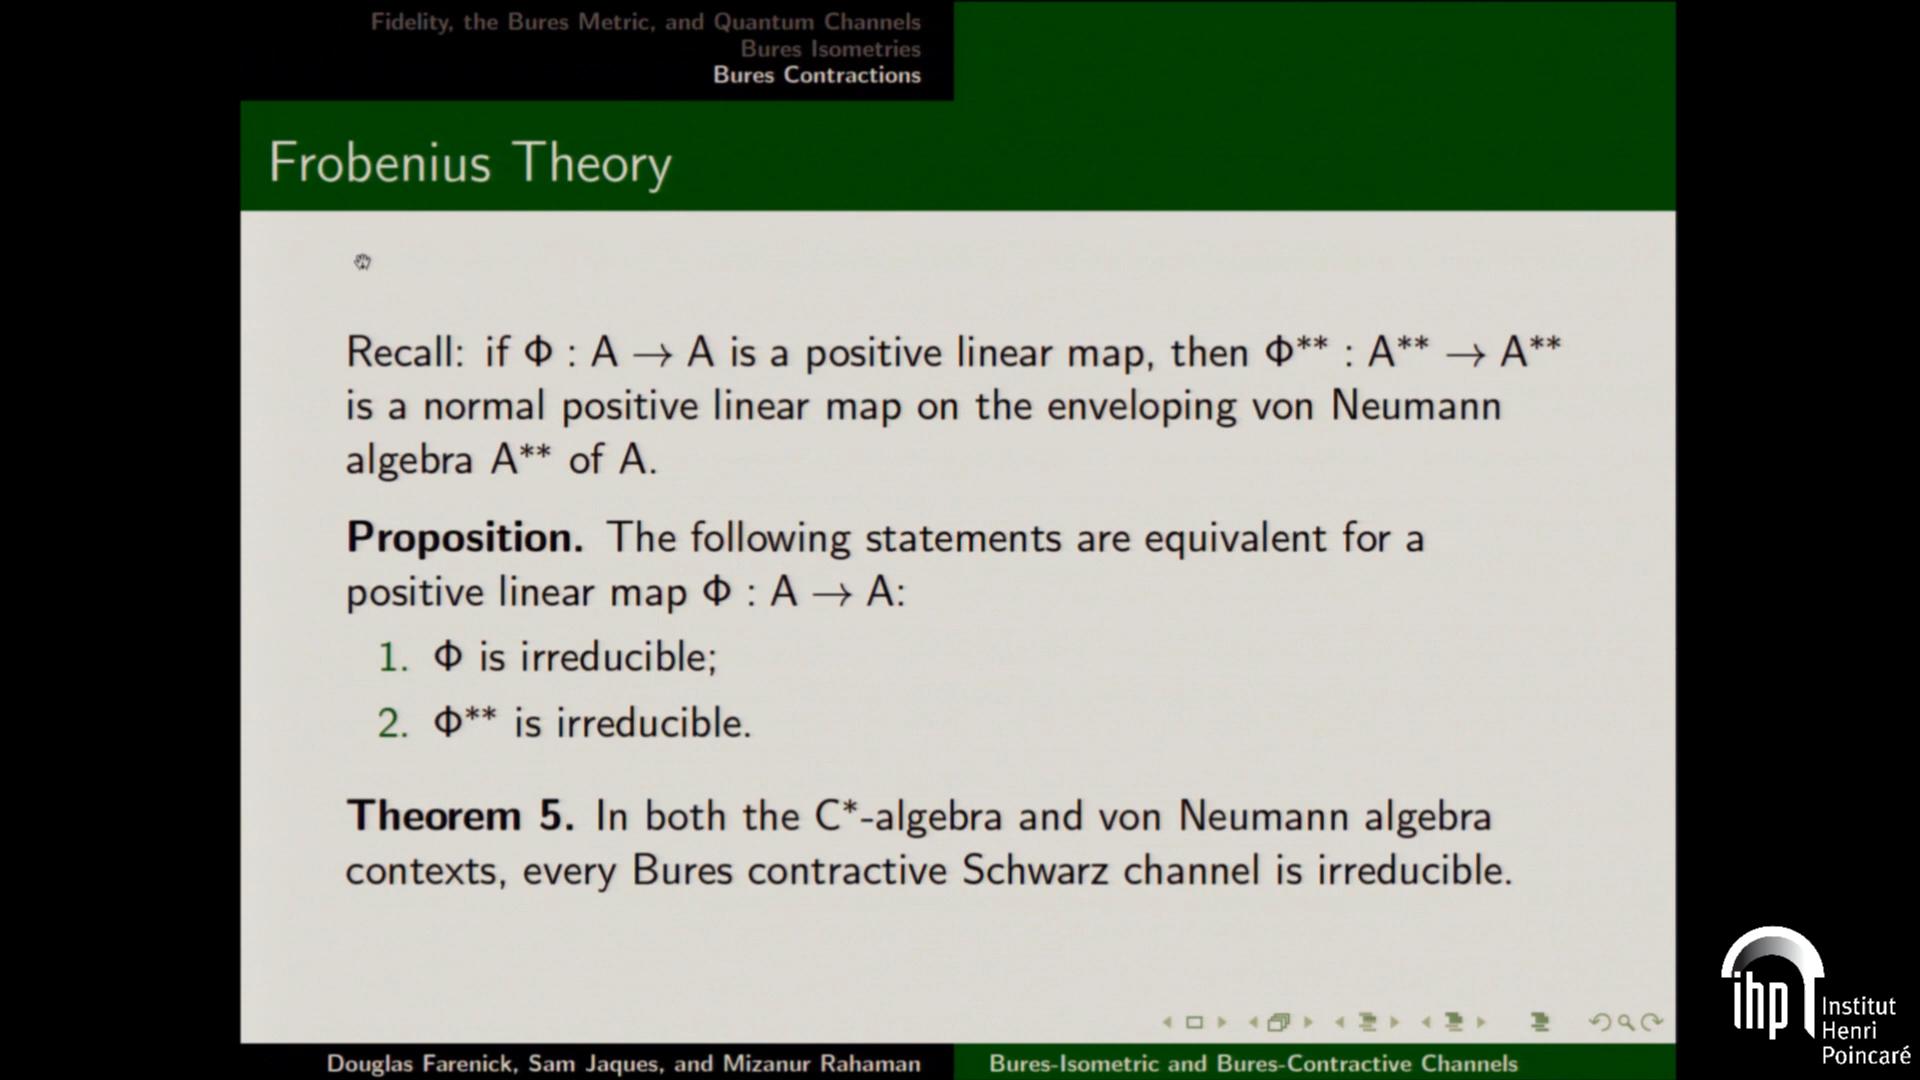 Fidelity, the Bures Metric, and Quantum Channels
Bures Isometries
Bures Contractions
Frobenius Theory
Recall: if Φ : A → A is a positive linear map, then Φ** : A** → A**
is a normal positive linear map on the enveloping von Neumann
algebra A** of A.
Proposition. The following statements are equivalent for a
positive linear map Φ : A → A:
1. Φ is irreducible;
2. Φ** is irreducible.
Theorem 5. In both the C*-algebra and von Neumann algebra
contexts, every Bures contractive Schwarz channel is irreducible.
Douglas Farenick, Sam Jaques, and Mizanur Rahaman
Bures-Isometric and Bures-Contractive Channels
ihp
Institut
Henri
Poincaré